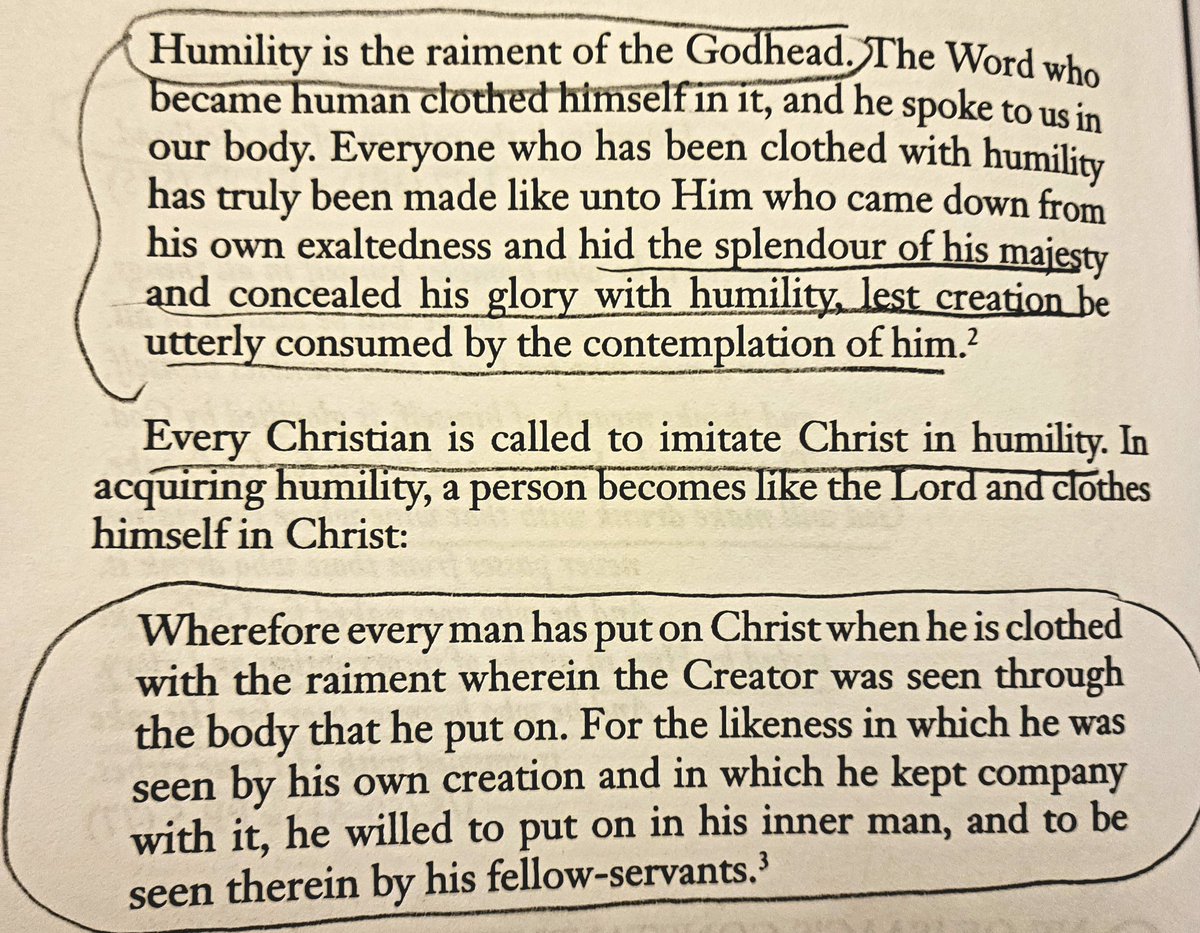 Humility is the raiment of the Godhead. The Word who
became human clothed himself in it, and he spoke to us in
our body. Everyone who has been clothed with humility
has truly been made like unto Him who came down from
his own exaltedness and hid the splendour of his majesty
and concealed his glory with humility, lest creation be
utterly consumed by the contemplation of him.²
Every Christian is called to imitate Christ in humility. In
acquiring humility, a person becomes like the Lord and clothes
himself in Christ:
Wherefore every man has put on Christ when he is clothed
with the raiment wherein the Creator was seen through
the body that he put on. For the likeness in which he was
seen by his own creation and in which he kept company
with it, he willed to put on in his inner man, and to be
seen therein by his fellow-servants.³